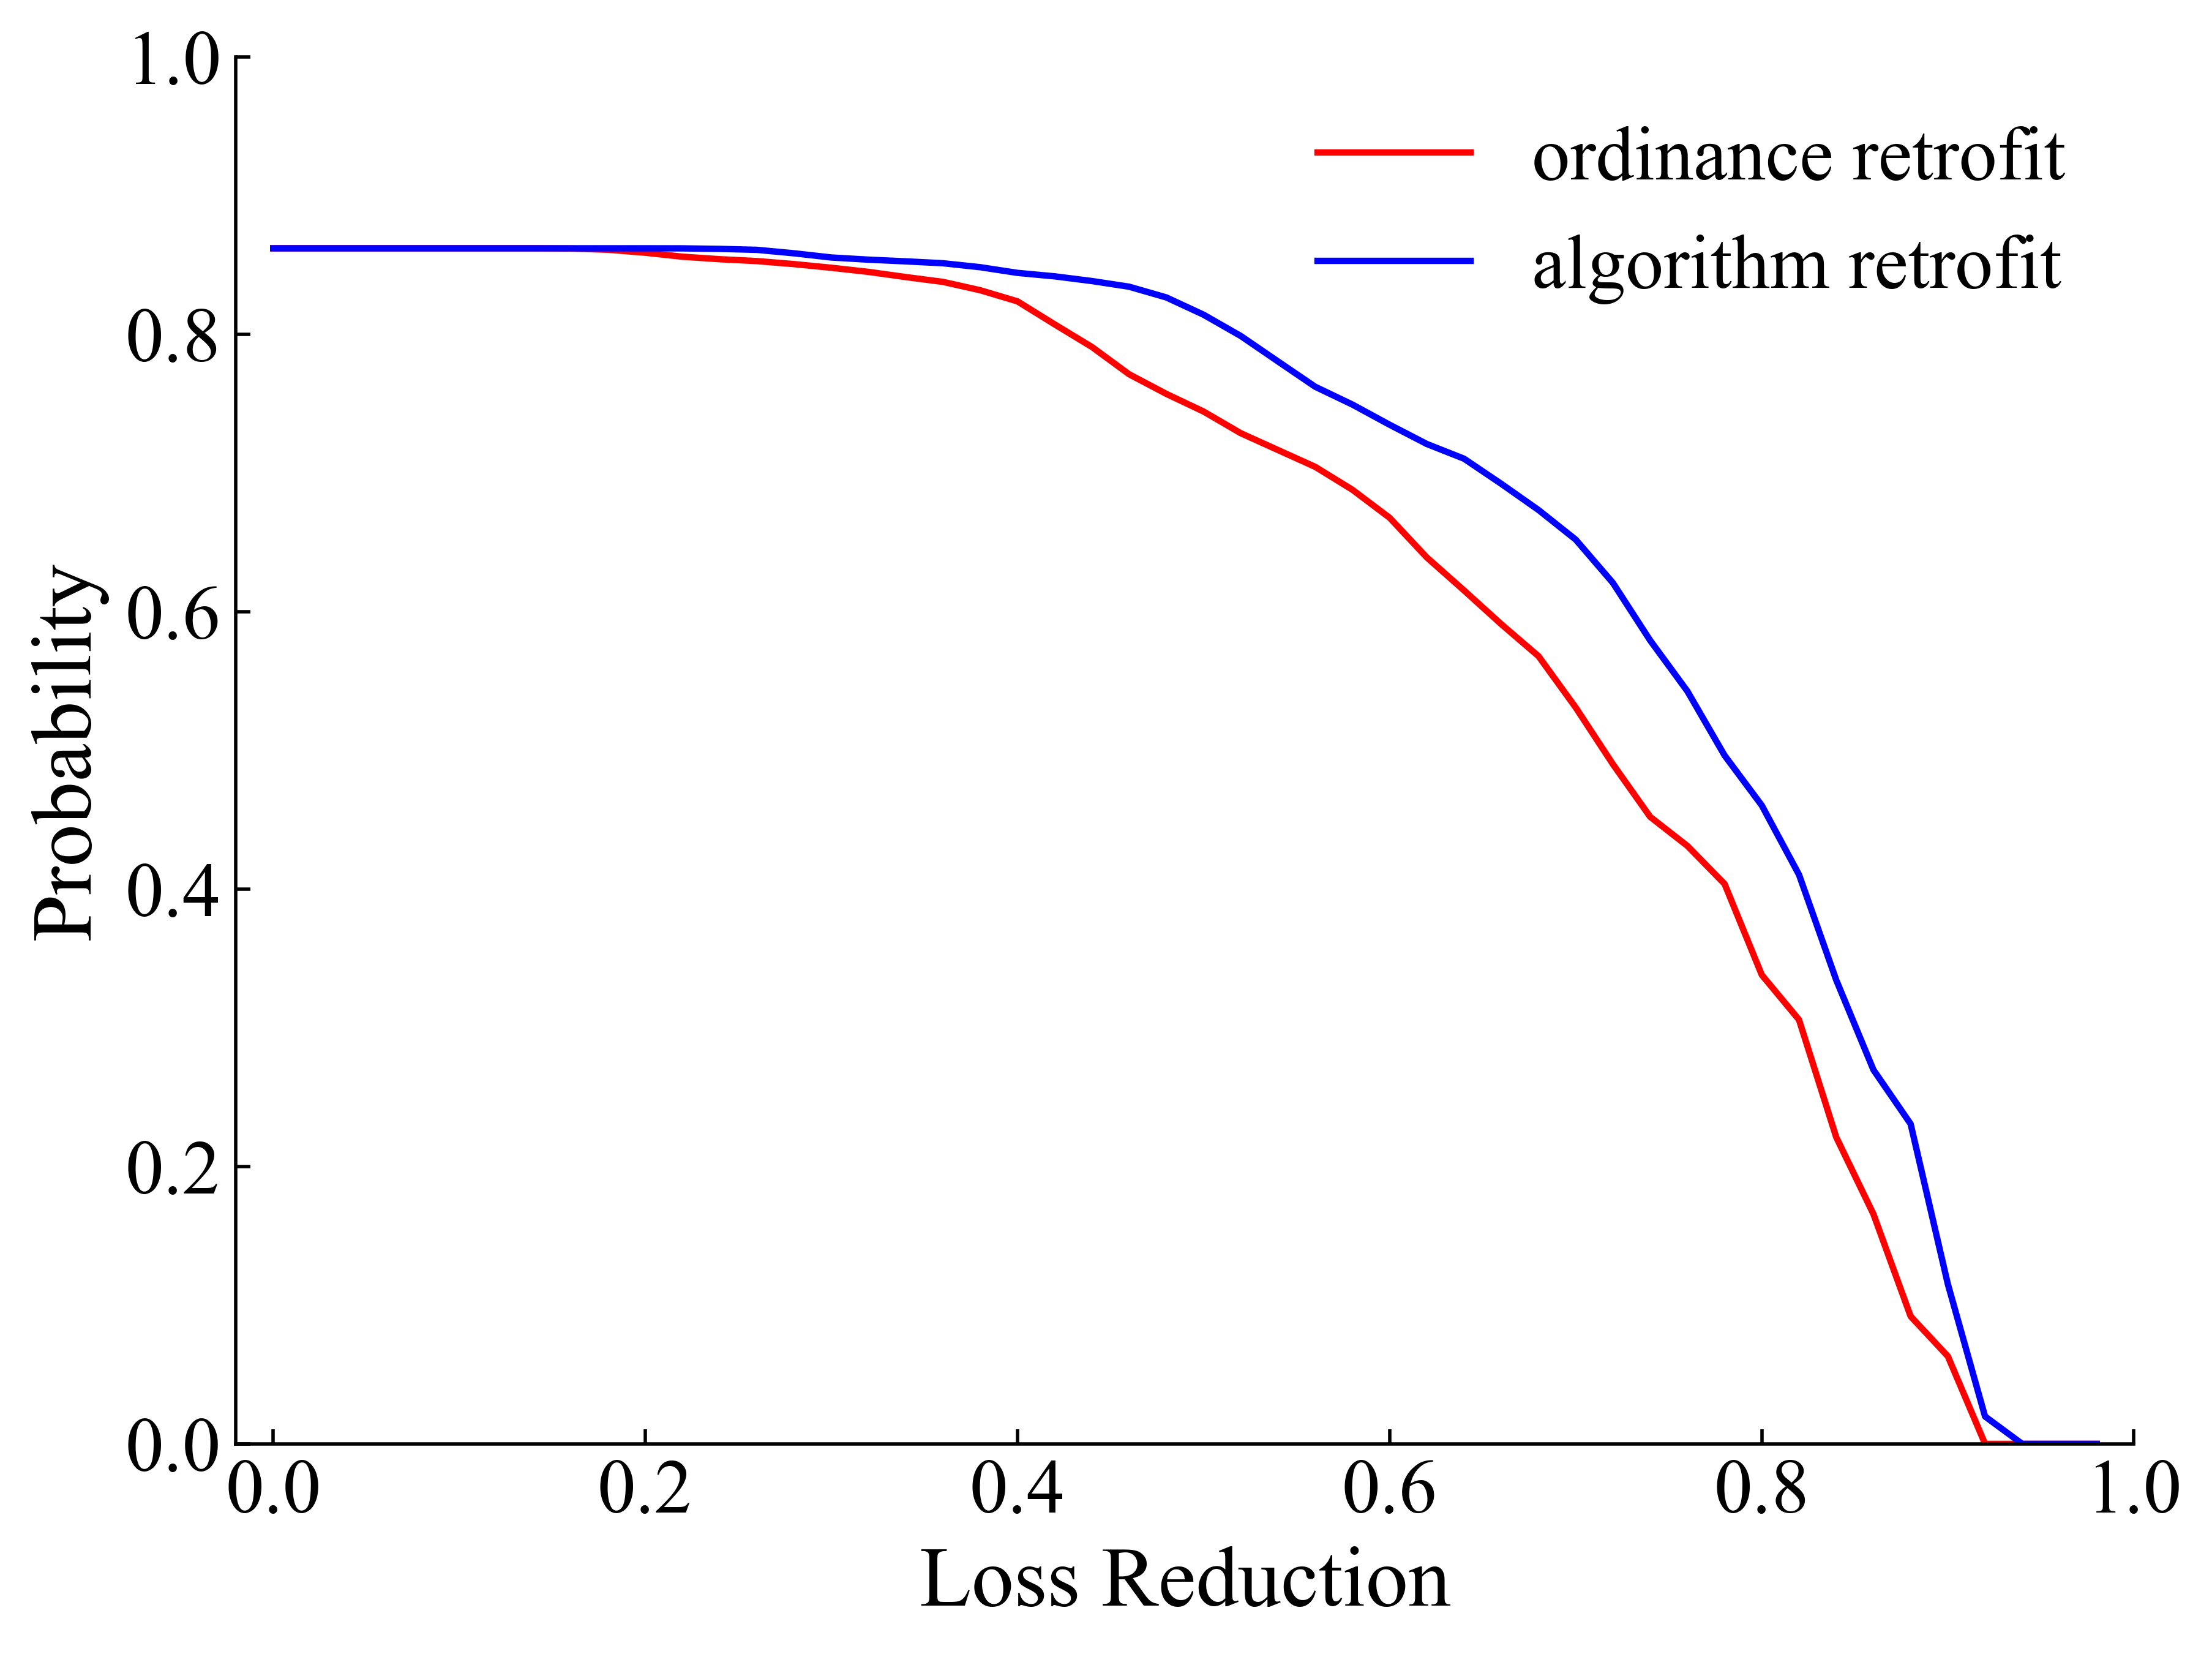 1.0
ordinance retrofit
algorithm retrofit
0.8
0.6
0.4
0.2
0.0
Probability
0.0 0.2 0.4 0.6 0.8 1.0
Loss Reduction